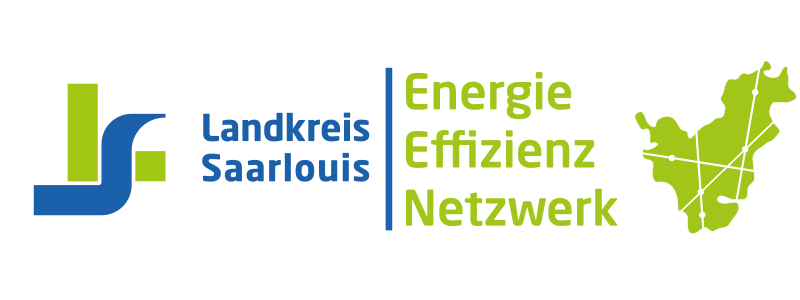 Landkreis
Saarlouis
Energie
Effizienz
Netzwerk